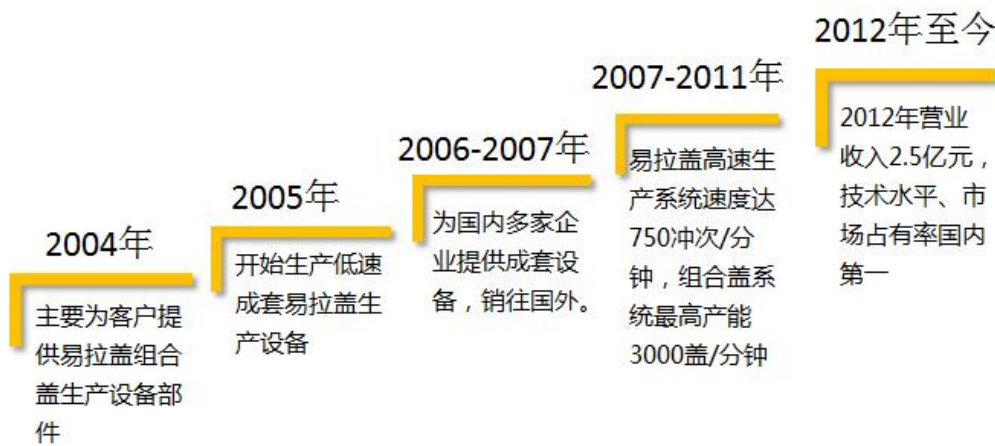 2004年
主要为客户提
供易拉盖组合
盖生产设备部
件
2005年
开始生产低速
成套易拉盖生
产设备
2006-2007年
为国内多家企
业提供成套设
备，销往国外。
2007-2011年
易拉盖高速生
产系统速度达
750冲次/分
钟，组合盖系
统最高产能
3000盖/分钟
2012年至今
2012年营业
收入2.5亿元，
技术水平、市
场占有率国内
第一